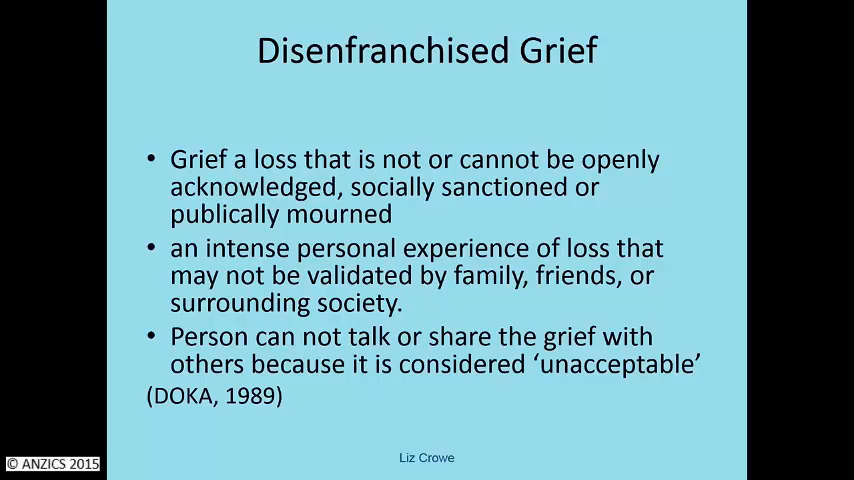 Disenfranchised Grief
• Grief a loss that is not or cannot be openly
acknowledged, socially sanctioned or
publically mourned
• an intense personal experience of loss that
may not be validated by family, friends, or
surrounding society.
• Person can not talk or share the grief with
others because it is considered ‘unacceptable’
(DOKA, 1989)
Liz Crowe
© ANZICS 2015